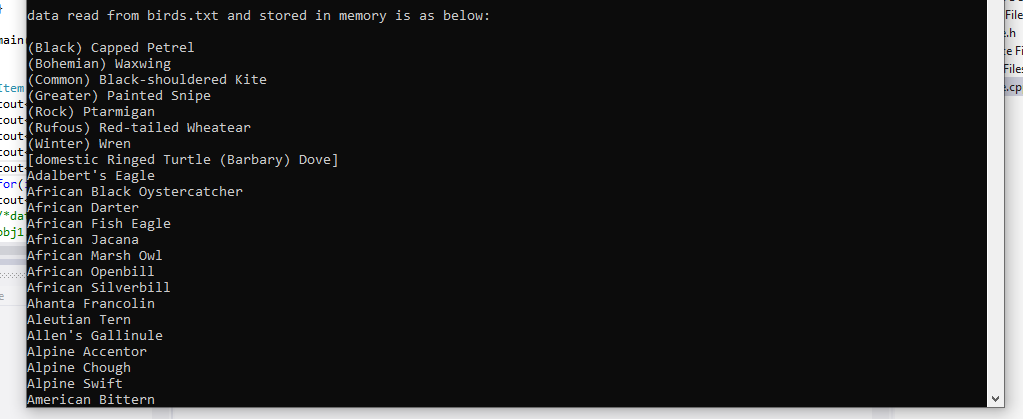 data read from birds.txt and stored in memory is as below:
(Black) Capped Petrel
(Bohemian) Waxwing
(Common) Black-shouldered Kite
(Greater) Painted Snipe
(Rock) Ptarmigan
(Rufous) Red-tailed Wheatear
(Winter) Wren
[domestic Ringed Turtle (Barbary) Dove]
Adalbert's Eagle
African Black Oystercatcher
African Darter
African Fish Eagle
African Jacana
African Marsh Owl
African Openbill
African Silverbill
Ahanta Francolin
Aleutian Tern
Allen's Gallinule
Alpine Accentor
Alpine Chough
Alpine Swift
American Bittern